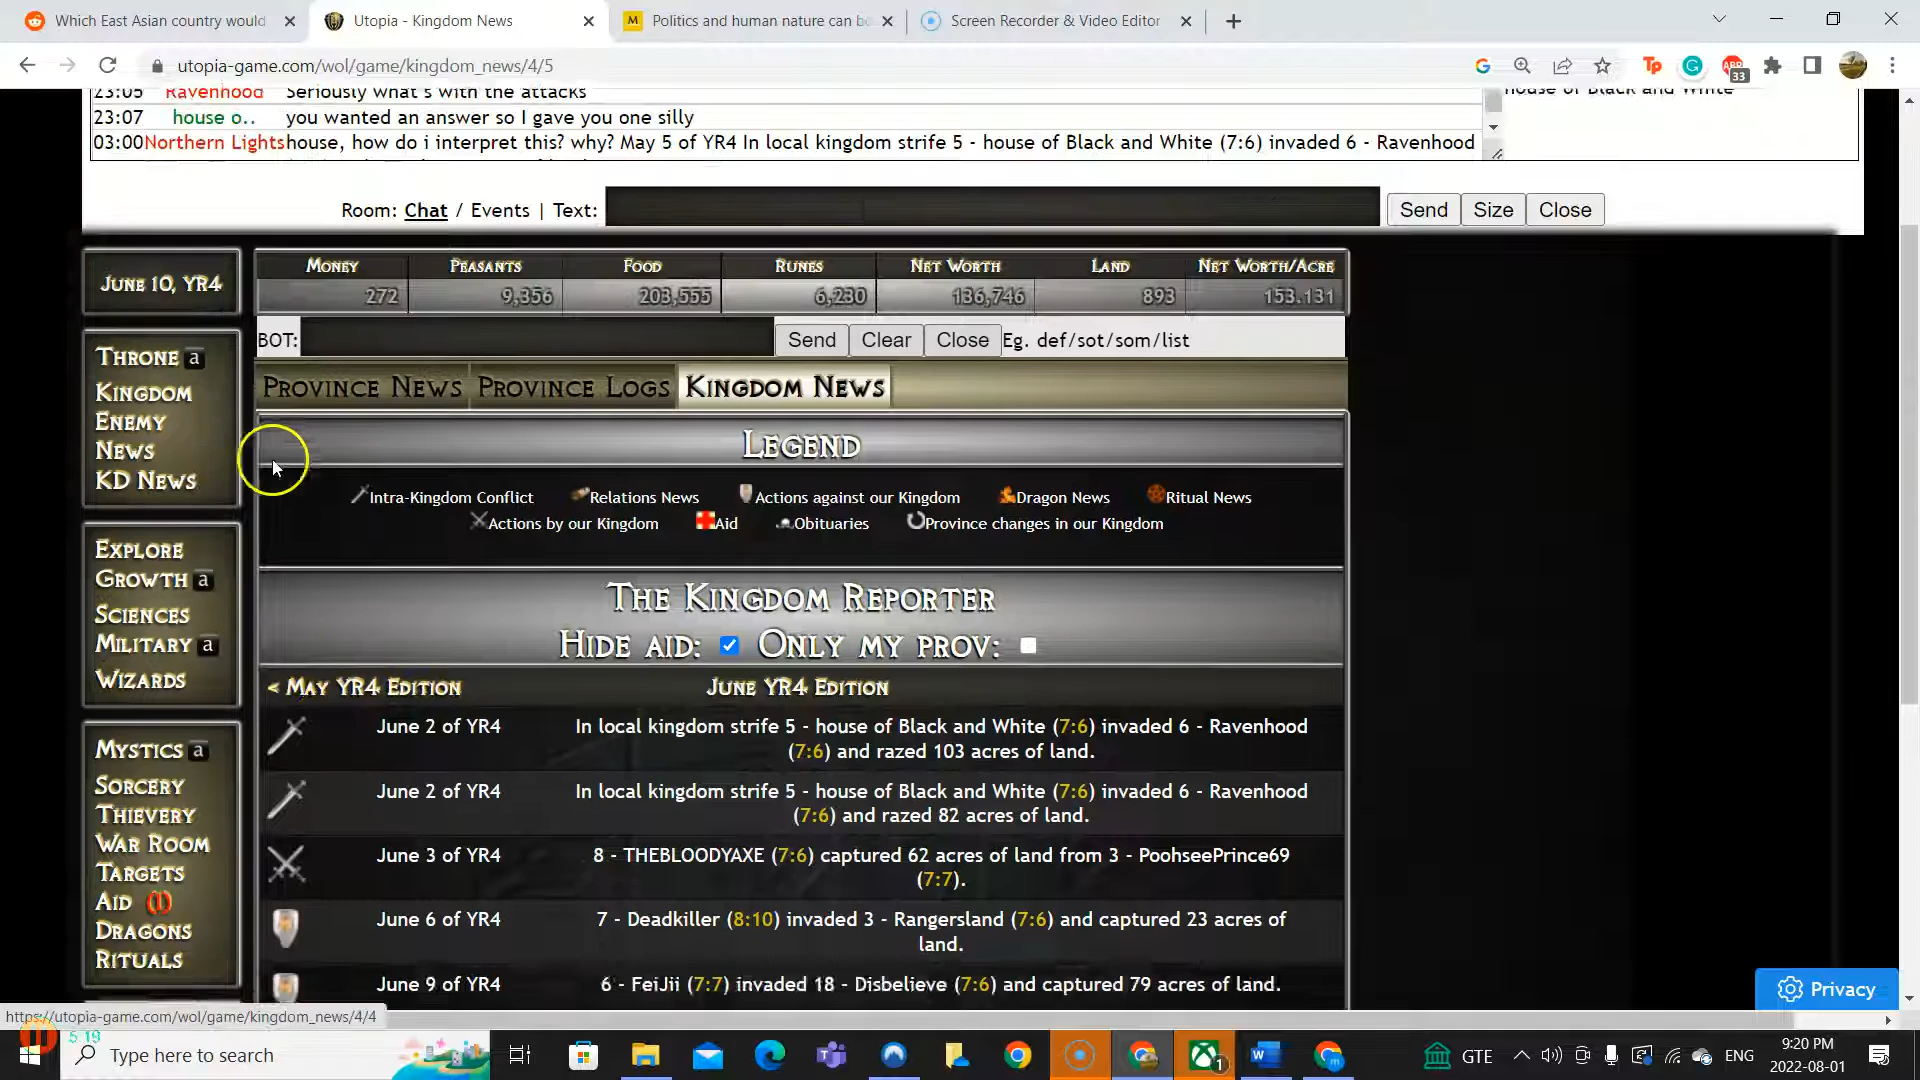 Which East Asian country would
Utopia - Kingdom News
Politics and human nature can be
Screen Recorder & Video Editor
utopia-game.com/wol/game/kingdom_news/4/5
33
23:05 Ravenhood Seriously what's with the attacks
house of Black and White
23:07 house o.. you wanted an answer so I gave you one silly
03:00 Northern Lights house, how do i interpret this? why? May 5 of YR4 In local kingdom strife 5 - house of Black and White (7:6) invaded 6 - Ravenhood
Room: Chat / Events | Text: Send Size Close
June 10, YR4
Money Peasants Food Runes Net Worth Land Net Worth/Acre
272 9,356 203,555 6,230 136,746 893 153.131
BOT: Send Clear Close Eg. def/sot/som/list
Throne a
Kingdom
Enemy
News
KD News
Explore
Growth a
Sciences
Military a
Wizards
Mystics a
Sorcery
Thievery
War Room
Targets
Aid (1)
Dragons
Rituals
Province News Province Logs Kingdom News
Legend
Intra-Kingdom Conflict Relations News Actions against our Kingdom Dragon News Ritual News
Actions by our Kingdom Aid Obituaries Province changes in our Kingdom
The Kingdom Reporter
Hide aid: Only my prov:
< May YR4 Edition June YR4 Edition
June 2 of YR4 In local kingdom strife 5 - house of Black and White (7:6) invaded 6 - Ravenhood
(7:6) and razed 103 acres of land.
June 2 of YR4 In local kingdom strife 5 - house of Black and White (7:6) invaded 6 - Ravenhood
(7:6) and razed 82 acres of land.
June 3 of YR4 8 - THEBLOODYAXE (7:6) captured 62 acres of land from 3 - PoohseePrince69
(7:7).
June 6 of YR4 7 - Deadkiller (8:10) invaded 3 - Rangersland (7:6) and captured 23 acres of
land.
June 9 of YR4 6 - FeiJii (7:7) invaded 18 - Disbelieve (7:6) and captured 79 acres of land.
Privacy
https://utopia-game.com/wol/game/kingdom_news/4/4
5:19
Type here to search
1
GTE
ENG
9:20 PM
2022-08-01